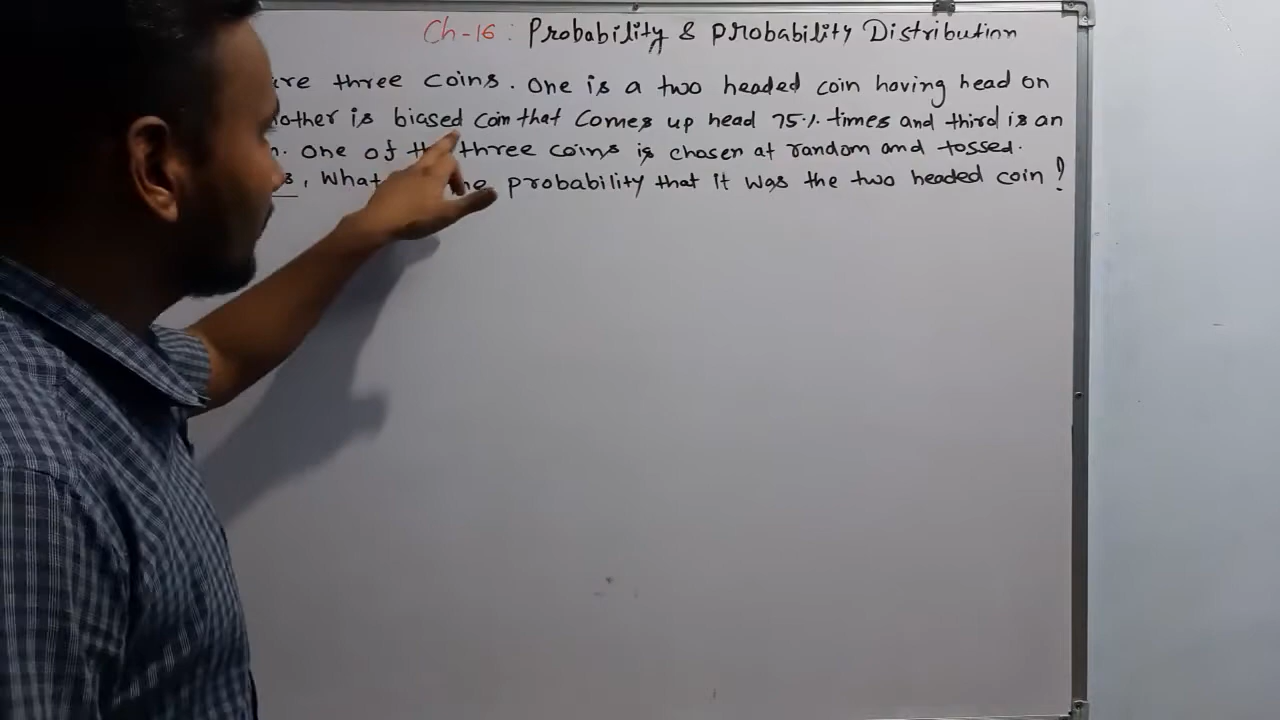 Ch-16 : Probability & Probability Distribution
three coins. One is a two headed coin having head on
is biased coin that comes up head 75% times and third is an
One of three coins is chosen at random and tossed.
, What probability that it was the two headed coin ?